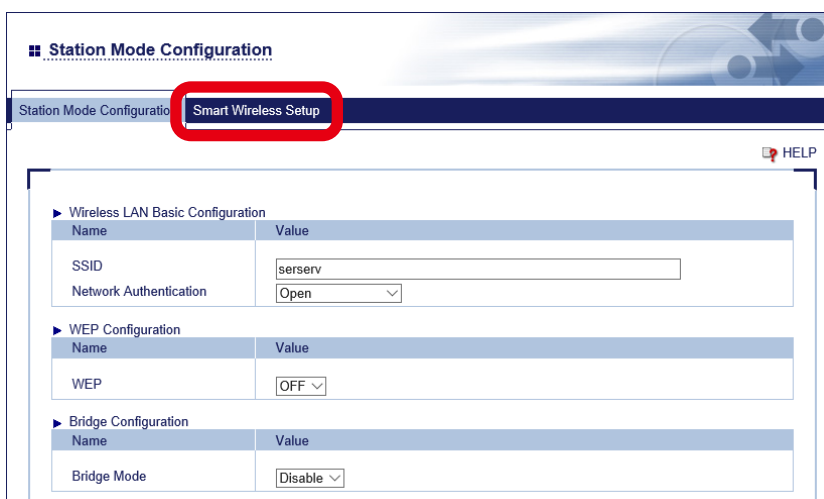 Station Mode Configuration
Station Mode Configuration Smart Wireless Setup
HELP
Wireless LAN Basic Configuration
Name Value
SSID serserv
Network Authentication Open
WEP Configuration
Name Value
WEP OFF
Bridge Configuration
Name Value
Bridge Mode Disable